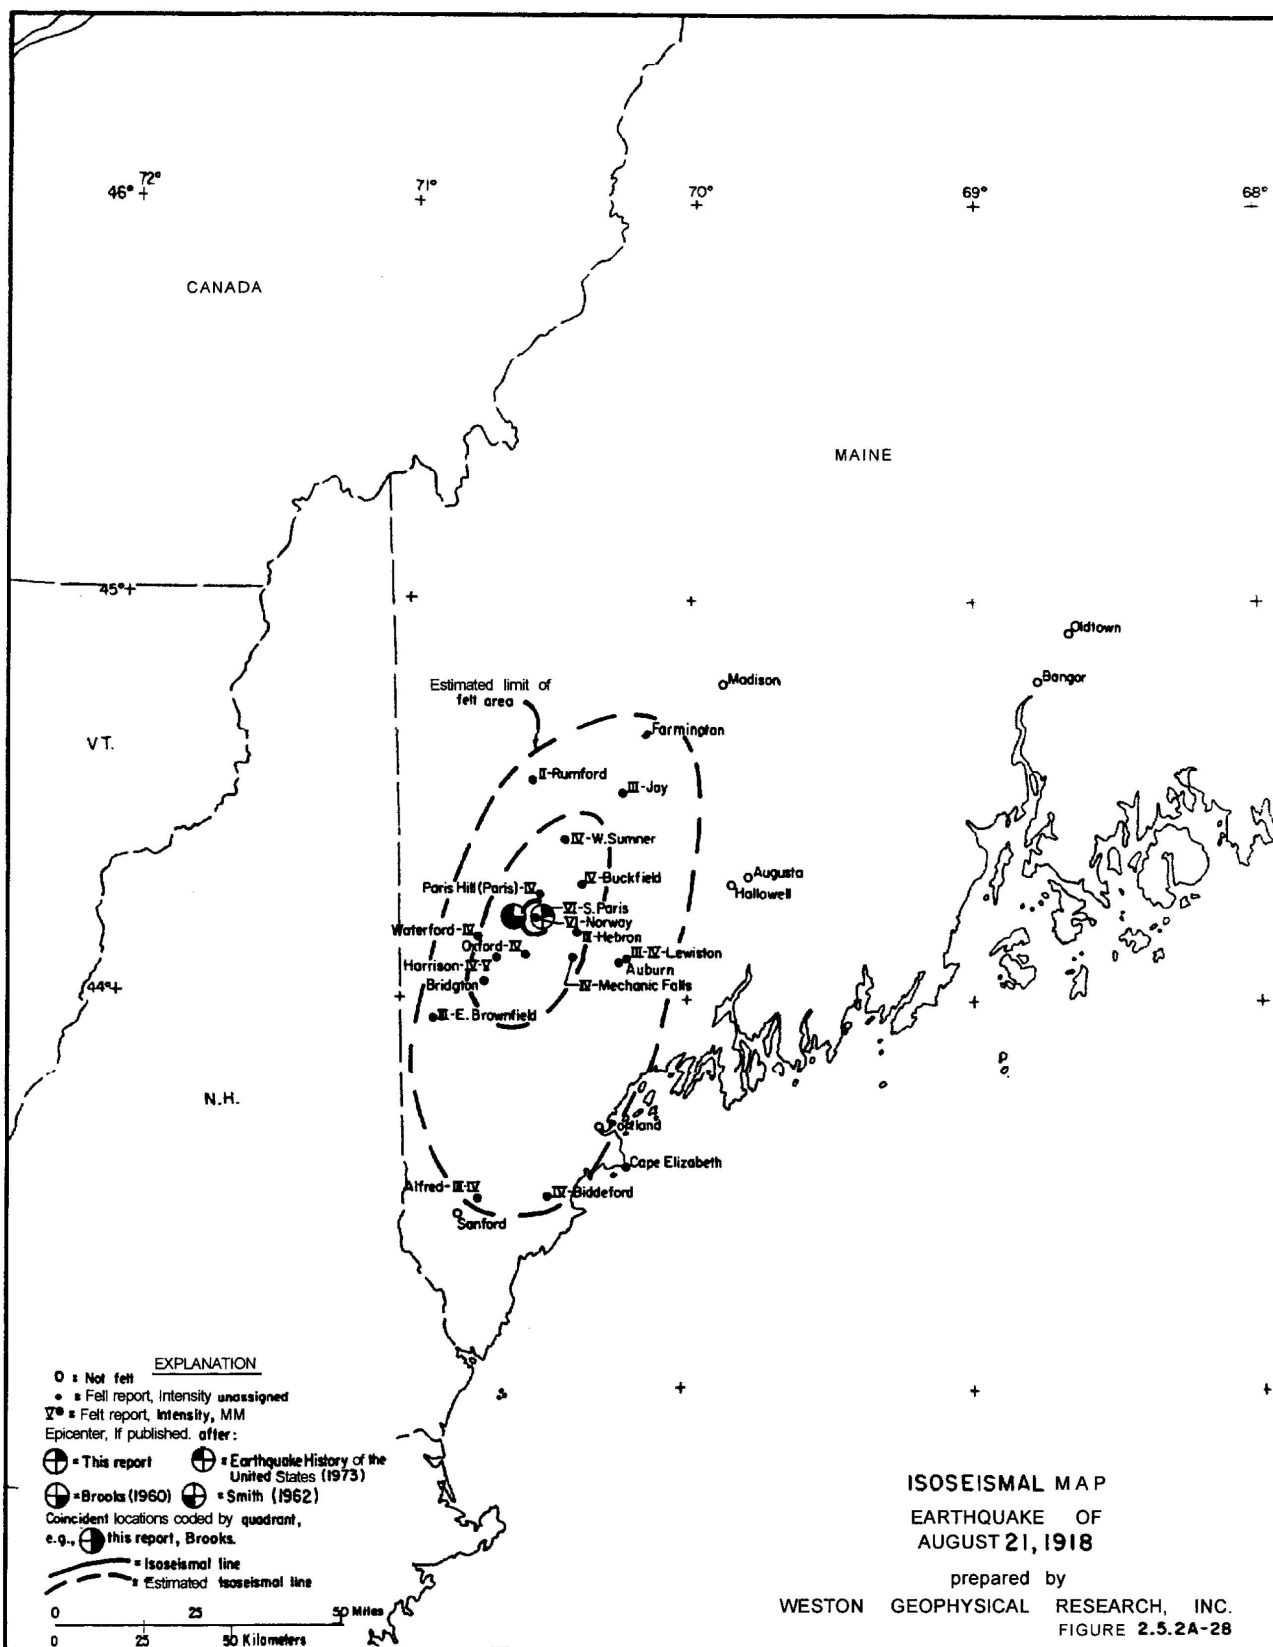 72°
46°
71°
70°
69°
68°
CANADA
MAINE
45°
Oldtown
Madison
Bangor
Estimated limit of
felt area
Farmington
VT.
II-Rumford
III-Jay
IV-W.Sumner
IV-Buckfield
Augusta
Hallowell
Paris Hill (Paris)-IV
VI-S.Paris
VI-Norway
Waterford-IV
-Hebron
Oxford-IV
III-IV-Lewiston
Auburn
Harrison-IV-V
IV-Mechanic Falls
Bridgton
44°
III-E. Brownfield
N.H.
Portland
Cape Elizabeth
Alfred-III-IV
IV-Biddeford
Sanford
EXPLANATION
O = Not felt
• = Fell report, Intensity unassigned
V• = Felt report, Intensity, MM
Epicenter, If published. after:
= This report
= Earthquake History of the
United States (1973)
=Brooks (1960)
=Smith (1962)
Coincident locations coded by quadrant,
e.g., this report, Brooks.
= Isoseismal line
= Estimated Isoseismal line
0 25 50 Miles
0 25 50 Kilometers
ISOSEISMAL MAP
EARTHQUAKE OF
AUGUST 21, 1918
prepared by
WESTON GEOPHYSICAL RESEARCH, INC.
FIGURE 2.5.2A-28